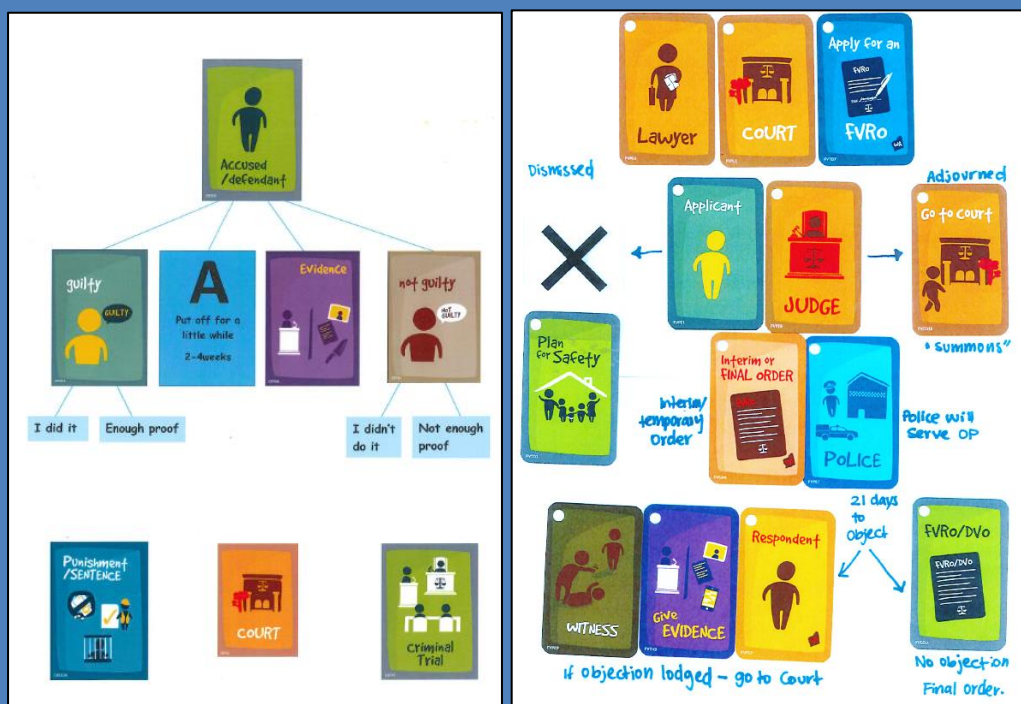 Accused
/defendant
guilty
GUILTY
A
Put off for a
little while
2-4weeks
Evidence
not guilty
NOT
GUILTY
I did it
Enough proof
I didn't
do it
Not enough
proof
Punishment
/SENTENCE
COURT
Criminal
Trial
Lawyer
COURT
Apply for an
FVRO
FVRo
WA
Dismissed
Applicant
JUDGE
Adjourned
Go to court
"summons"
Plan
for Safety
Interim/
temporary
Order
Interim or
FINAL ORDER
POLICE
Police will
Serve OP
21 days
to
object
WITNESS
Give
EVIDENCE
Respondent
FVRO/DVO
FVRO/DVO
If objection lodged – go to Court
No objection
Final order.